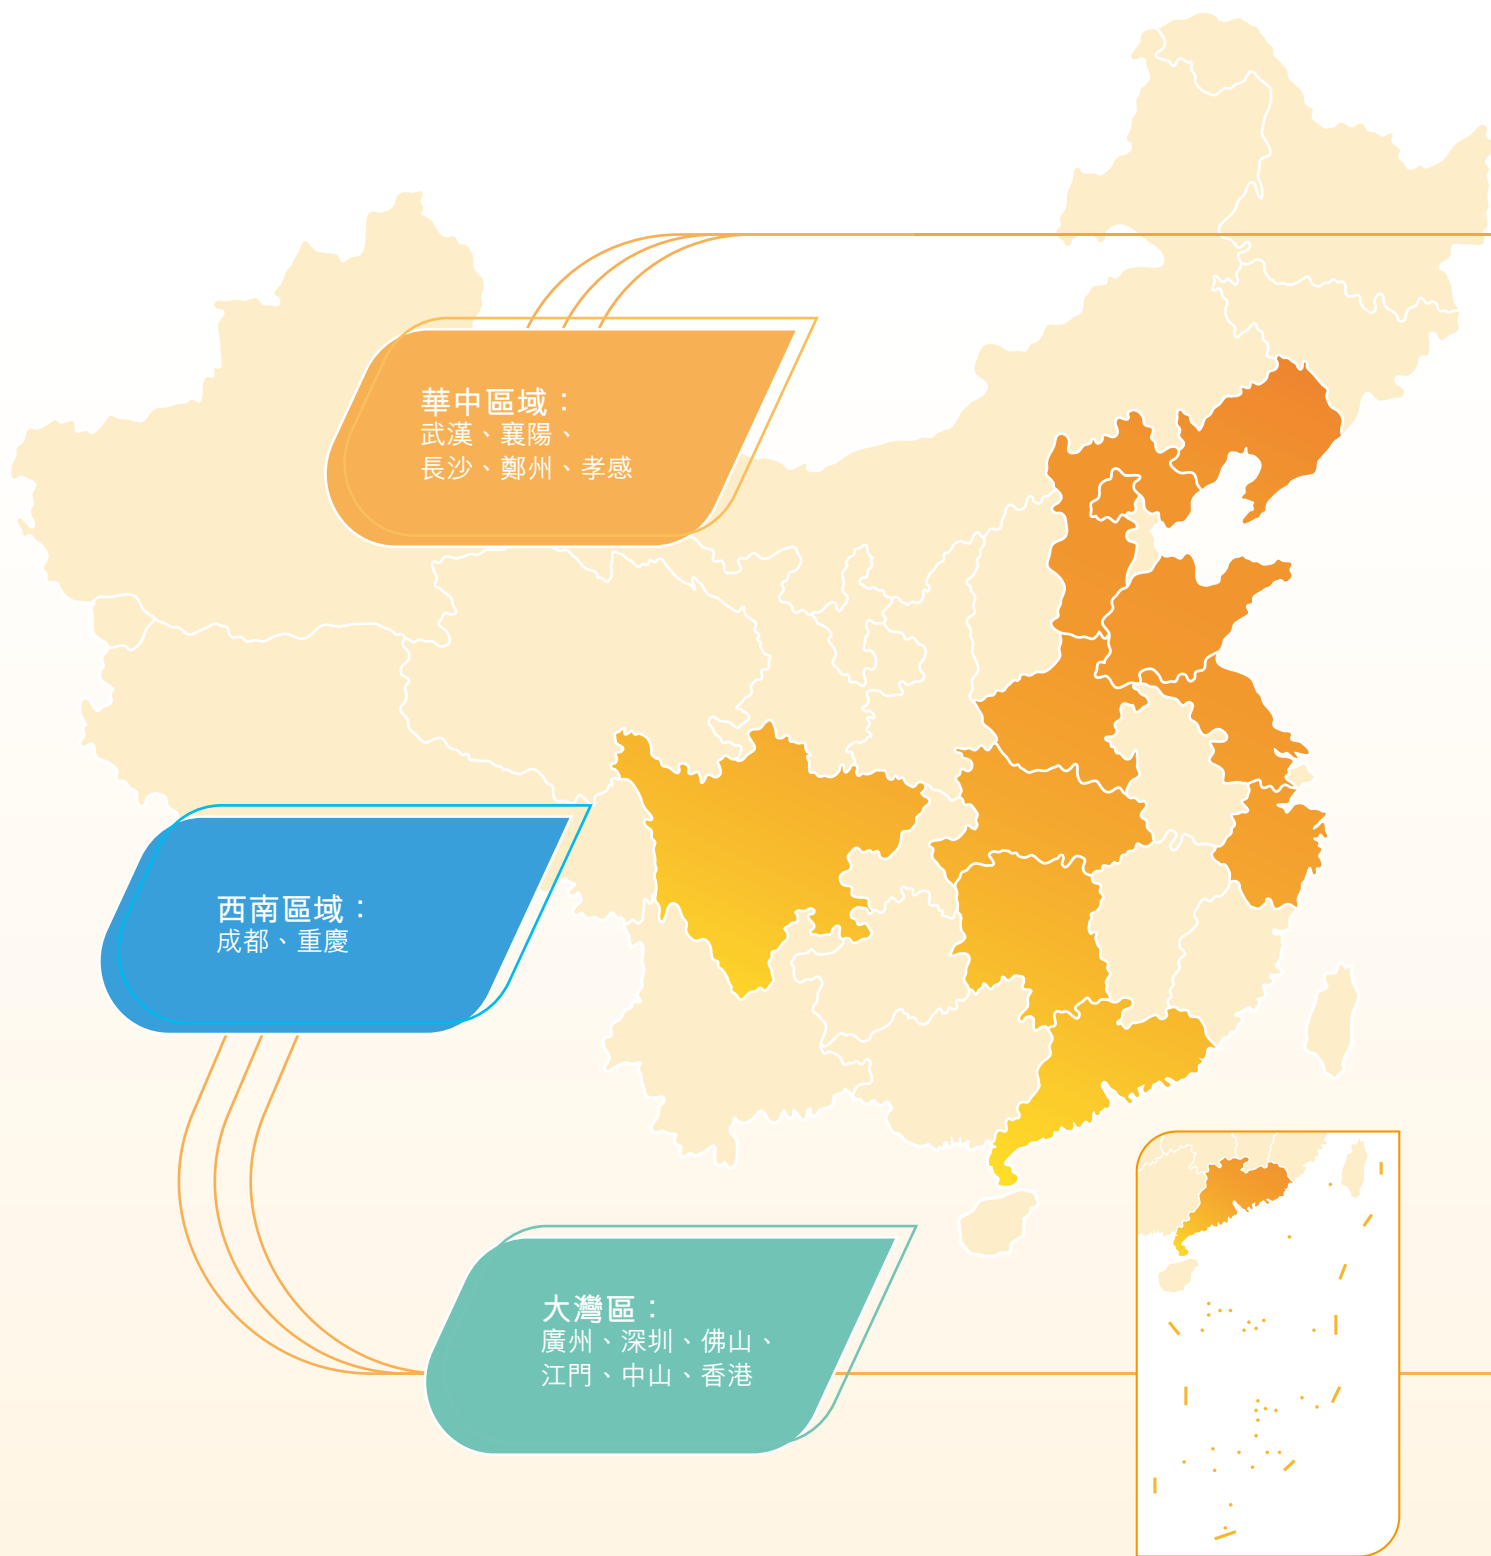 華中區域：
武漢、襄陽、
長沙、鄭州、孝感
西南區域：
成都、重慶
大灣區：
廣州、深圳、佛山、
江門、中山、香港